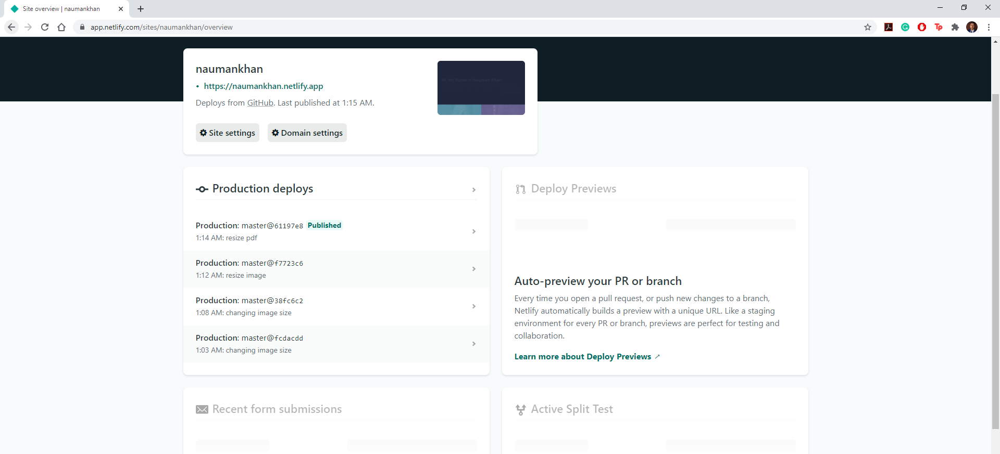 Site overview | naumankhan
app.netlify.com/sites/naumankhan/overview
naumankhan
• https://naumankhan.netlify.app
Deploys from GitHub. Last published at 1:15 AM.
Hi, My Name is Nauman Khan
Site settings
Domain settings
Production deploys
Production: master@61197e8 Published
1:14 AM: resize pdf
Production: master@f7723c6
1:12 AM: resize image
Production: master@38fc6c2
1:08 AM: changing image size
Production: master@fcdacdd
1:03 AM: changing image size
Deploy Previews
Auto-preview your PR or branch
Every time you open a pull request, or push new changes to a branch,
Netlify automatically builds a preview with a unique URL. Like a staging
environment for every PR or branch, previews are perfect for testing and
collaboration.
Learn more about Deploy Previews ↗
Recent form submissions
Active Split Test